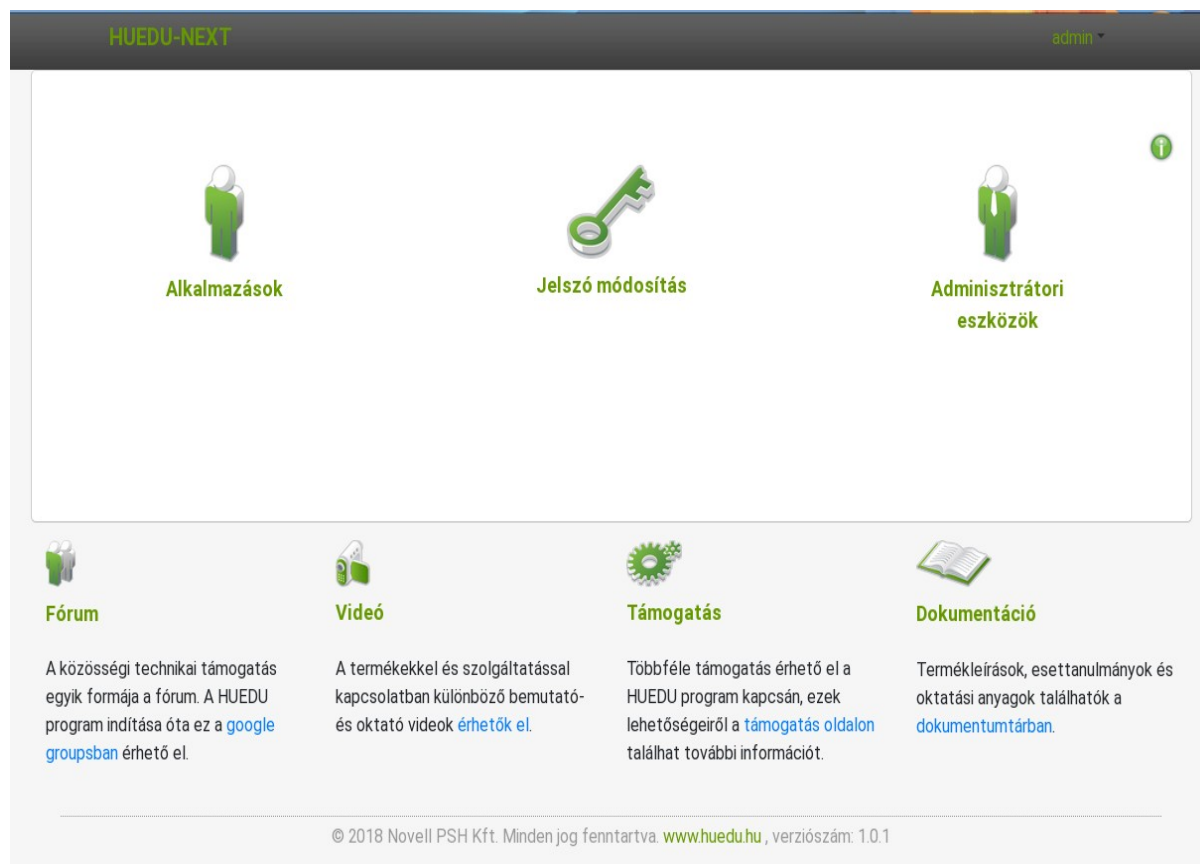 HUEDU-NEXT
admin
Alkalmazások
Jelszó módosítás
Adminisztrátori
eszközök
Fórum
A közösségi technikai támogatás
egyik formája a fórum. A HUEDU
program indítása óta ez a google
groupsban érhető el.
Videó
A termékekkel és szolgáltatással
kapcsolatban különböző bemutató-
és oktató videok érhetők el.
Támogatás
Többféle támogatás érhető el a
HUEDU program kapcsán, ezek
lehetőségeiről a támogatás oldalon
találhat további információt.
Dokumentáció
Termékleírások, esettanulmányok és
oktatási anyagok találhatók a
dokumentumtárban.
© 2018 Novell PSH Kft. Minden jog fenntartva. www.huedu.hu , verziószám: 1.0.1